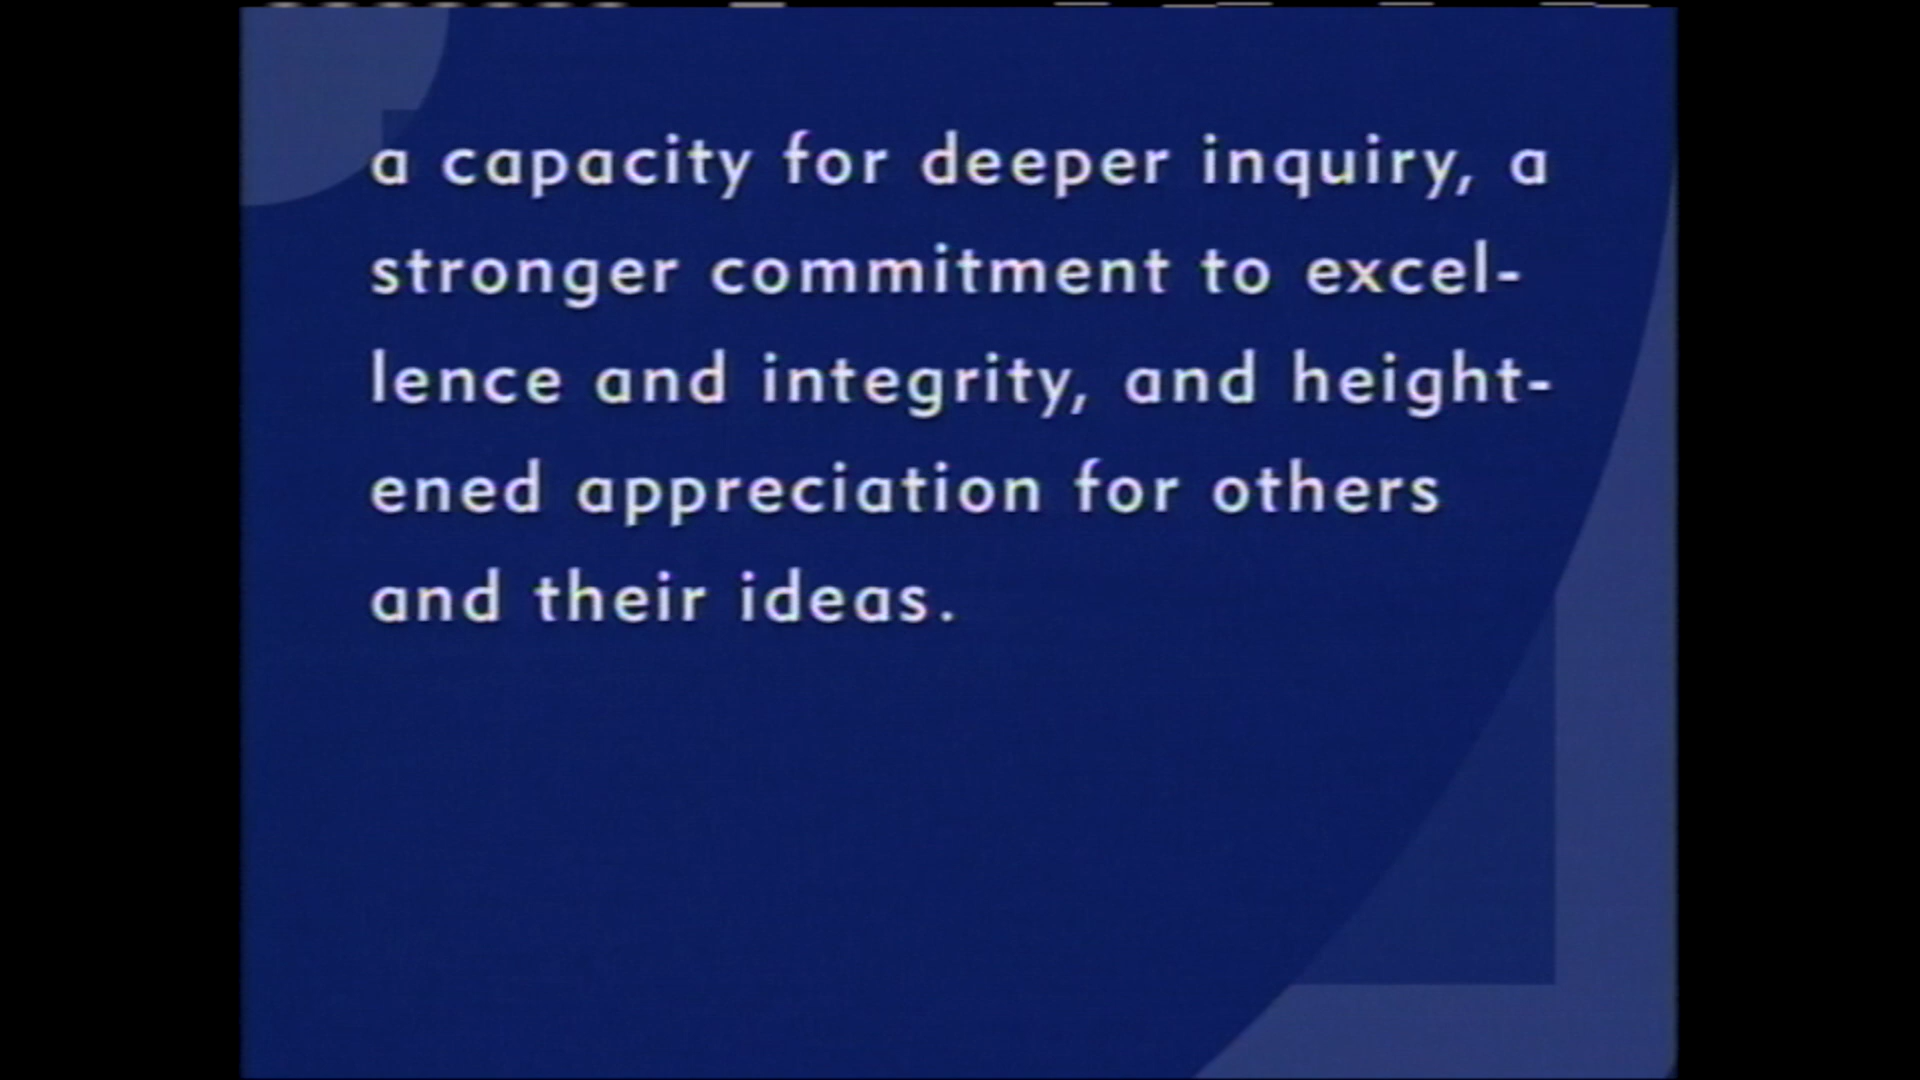 a capacity for deeper inquiry, a
stronger commitment to excel-
lence and integrity, and height-
ened appreciation for others
and their ideas.